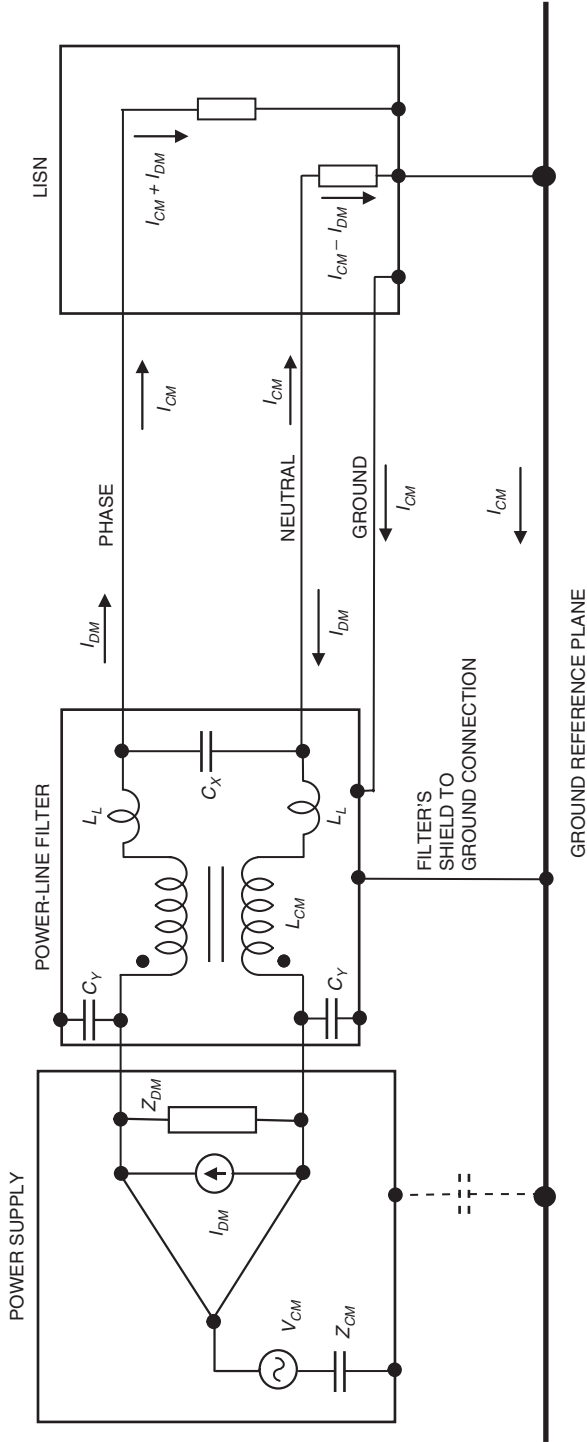 POWER SUPPLY
V_CM
Z_CM
I_DM
Z_DM
POWER-LINE FILTER
C_Y
C_Y
L_CM
L_L
L_L
C_X
FILTER'S
SHIELD TO
GROUND CONNECTION
I_DM
PHASE
I_CM
I_DM
NEUTRAL
I_CM
GROUND
I_CM
I_CM
LISN
I_CM + I_DM
I_CM – I_DM
GROUND REFERENCE PLANE